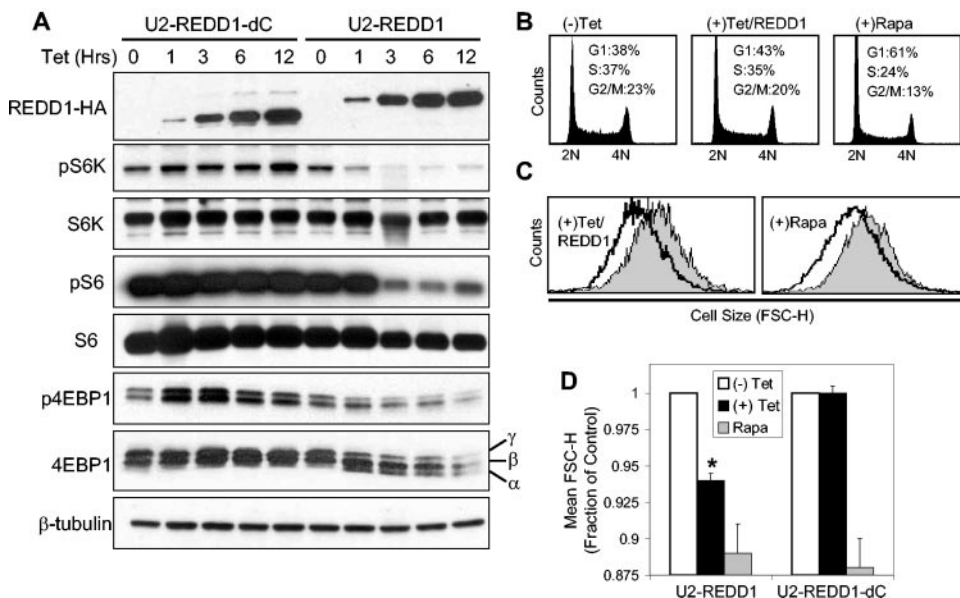 A
U2-REDD1-dC U2-REDD1
Tet (Hrs) 0 1 3 6 12 0 1 3 6 12
REDD1-HA
pS6K
S6K
pS6
S6
p4EBP1
4EBP1
γ
β
α
β-tubulin
B
(-)Tet (+)Tet/REDD1 (+)Rapa
Counts
G1:38%
S:37%
G2/M:23%
2N 4N
G1:43%
S:35%
G2/M:20%
2N 4N
G1:61%
S:24%
G2/M:13%
2N 4N
C
Counts
(+)Tet/
REDD1
(+)Rapa
Cell Size (FSC-H)
D
Mean FSC-H
(Fraction of Control)
1
0.975
0.95
0.925
0.9
0.875
(-) Tet
(+) Tet
Rapa
*
U2-REDD1 U2-REDD1-dC